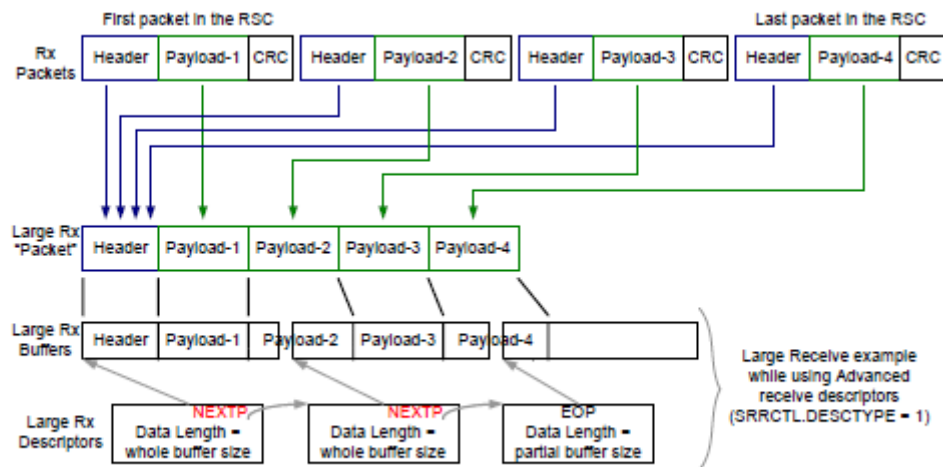 First packet in the RSC
Last packet in the RSC
Rx
Packets
Header Payload-1 CRC Header Payload-2 CRC Header Payload-3 CRC Header Payload-4 CRC
Large Rx
"Packet"
Header Payload-1 Payload-2 Payload-3 Payload-4
Large Rx
Buffers
Header Payload-1 Payload-2 Payload-3 Payload-4
Large Receive example
while using Advanced
receive descriptors
(SRRCTL.DESCTYPE = 1)
Large Rx
Descriptors
NEXTP
Data Length =
whole buffer size
NEXTP
Data Length =
whole buffer size
EOP
Data Length =
partial buffer size